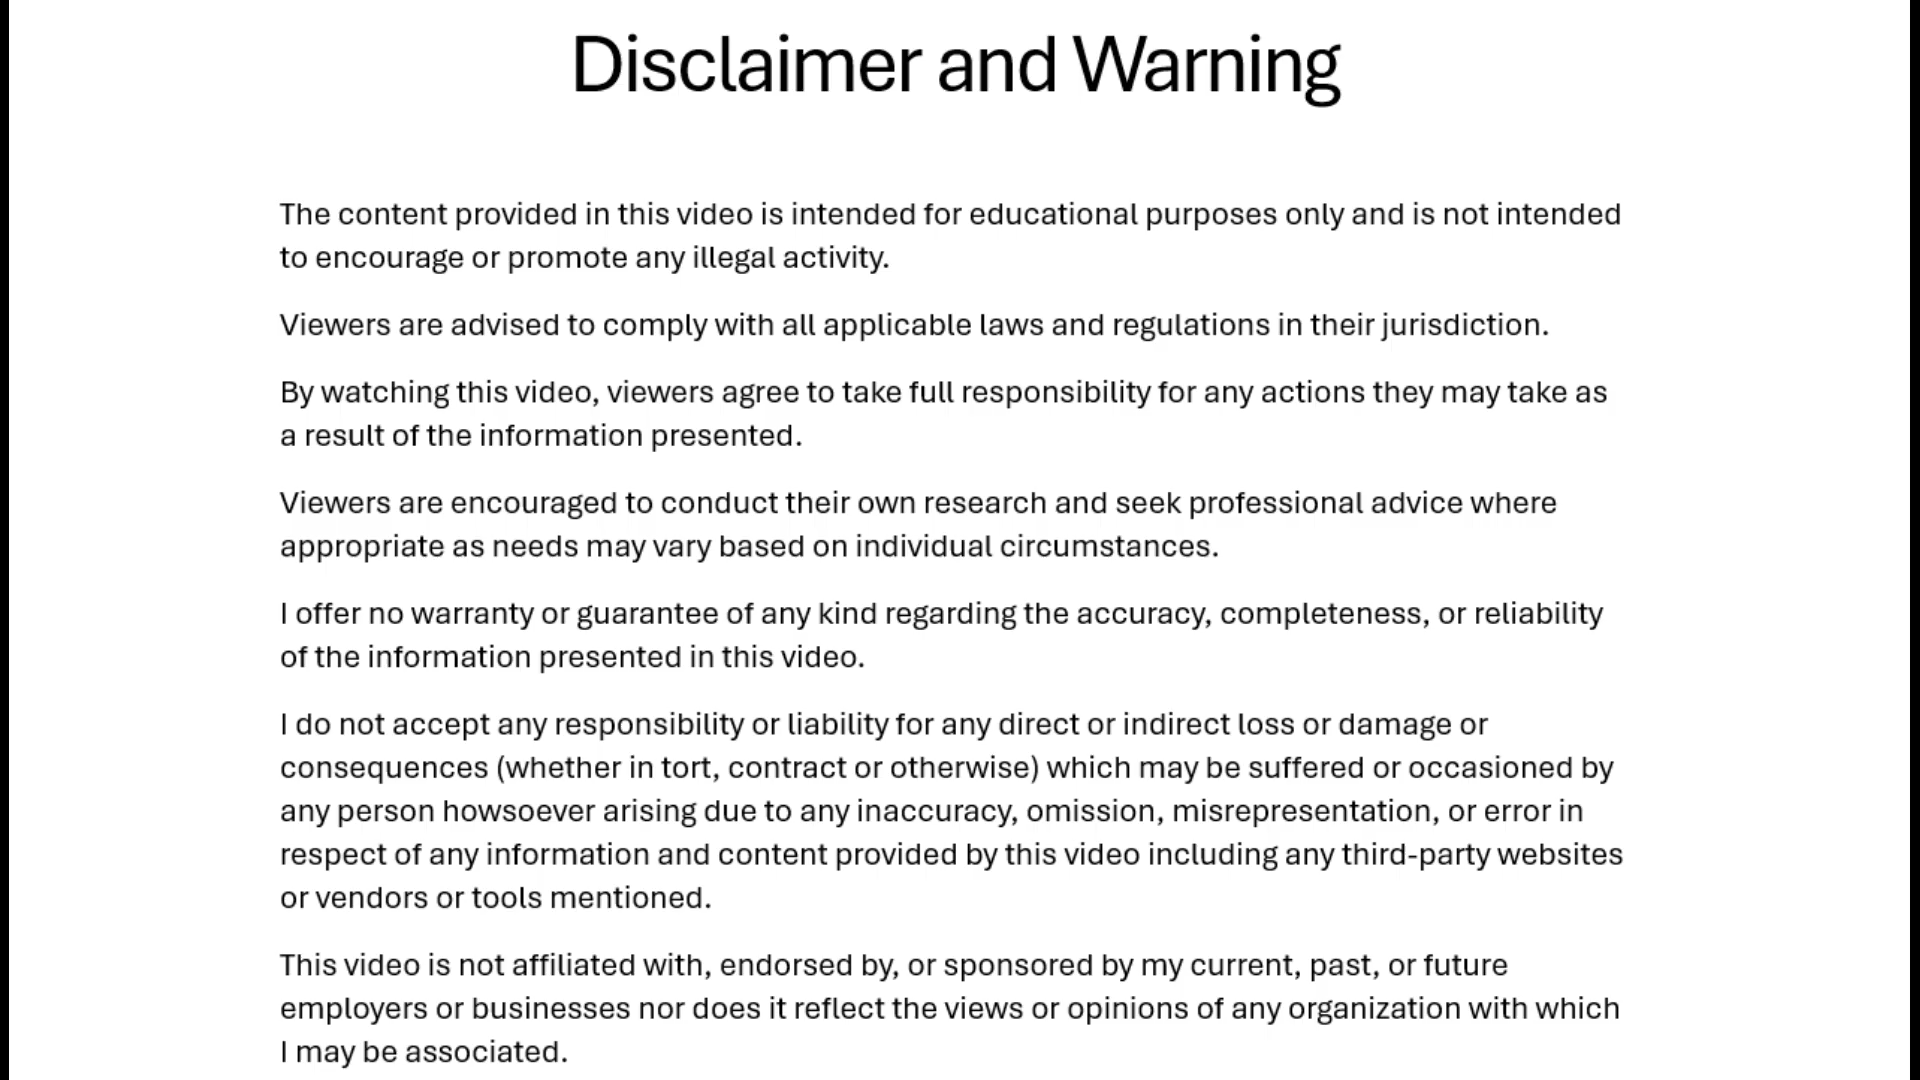 Disclaimer and Warning
The content provided in this video is intended for educational purposes only and is not intended
to encourage or promote any illegal activity.
Viewers are advised to comply with all applicable laws and regulations in their jurisdiction.
By watching this video, viewers agree to take full responsibility for any actions they may take as
a result of the information presented.
Viewers are encouraged to conduct their own research and seek professional advice where
appropriate as needs may vary based on individual circumstances.
I offer no warranty or guarantee of any kind regarding the accuracy, completeness, or reliability
of the information presented in this video.
I do not accept any responsibility or liability for any direct or indirect loss or damage or
consequences (whether in tort, contract or otherwise) which may be suffered or occasioned by
any person howsoever arising due to any inaccuracy, omission, misrepresentation, or error in
respect of any information and content provided by this video including any third-party websites
or vendors or tools mentioned.
This video is not affiliated with, endorsed by, or sponsored by my current, past, or future
employers or businesses nor does it reflect the views or opinions of any organization with which
I may be associated.